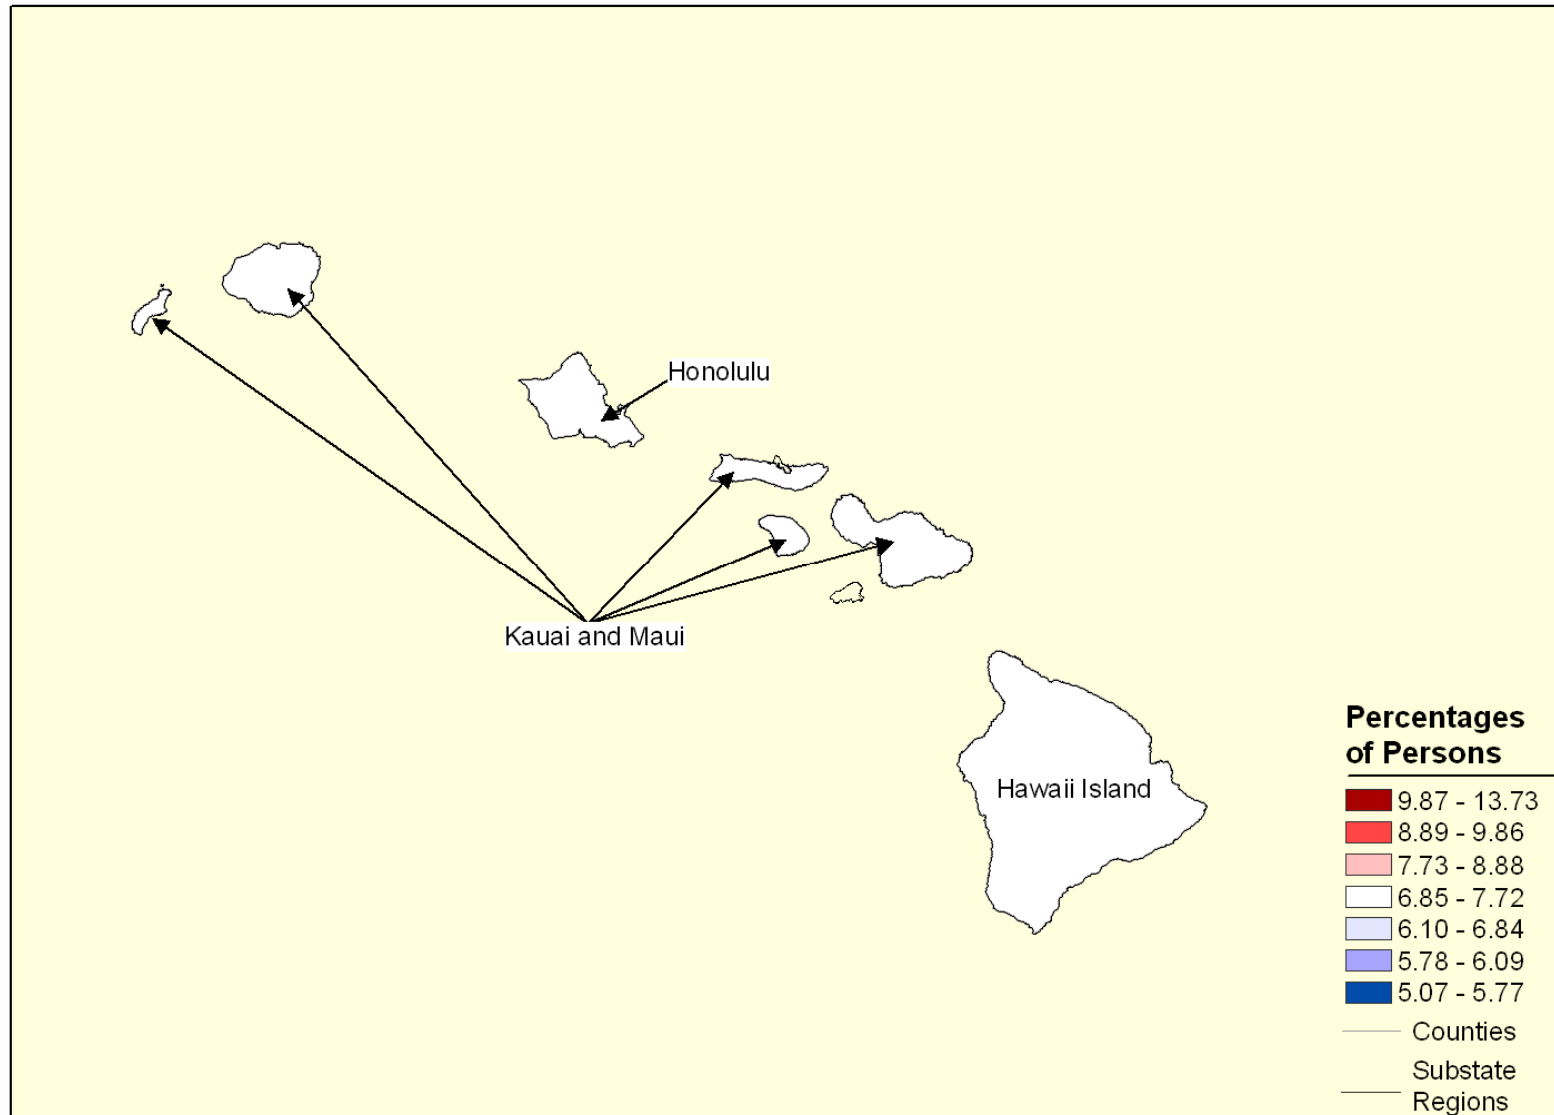 Honolulu
Kauai and Maui
Hawaii Island
Percentages
of Persons
9.87 - 13.73
8.89 - 9.86
7.73 - 8.88
6.85 - 7.72
6.10 - 6.84
5.78 - 6.09
5.07 - 5.77
Counties
Substate
Regions